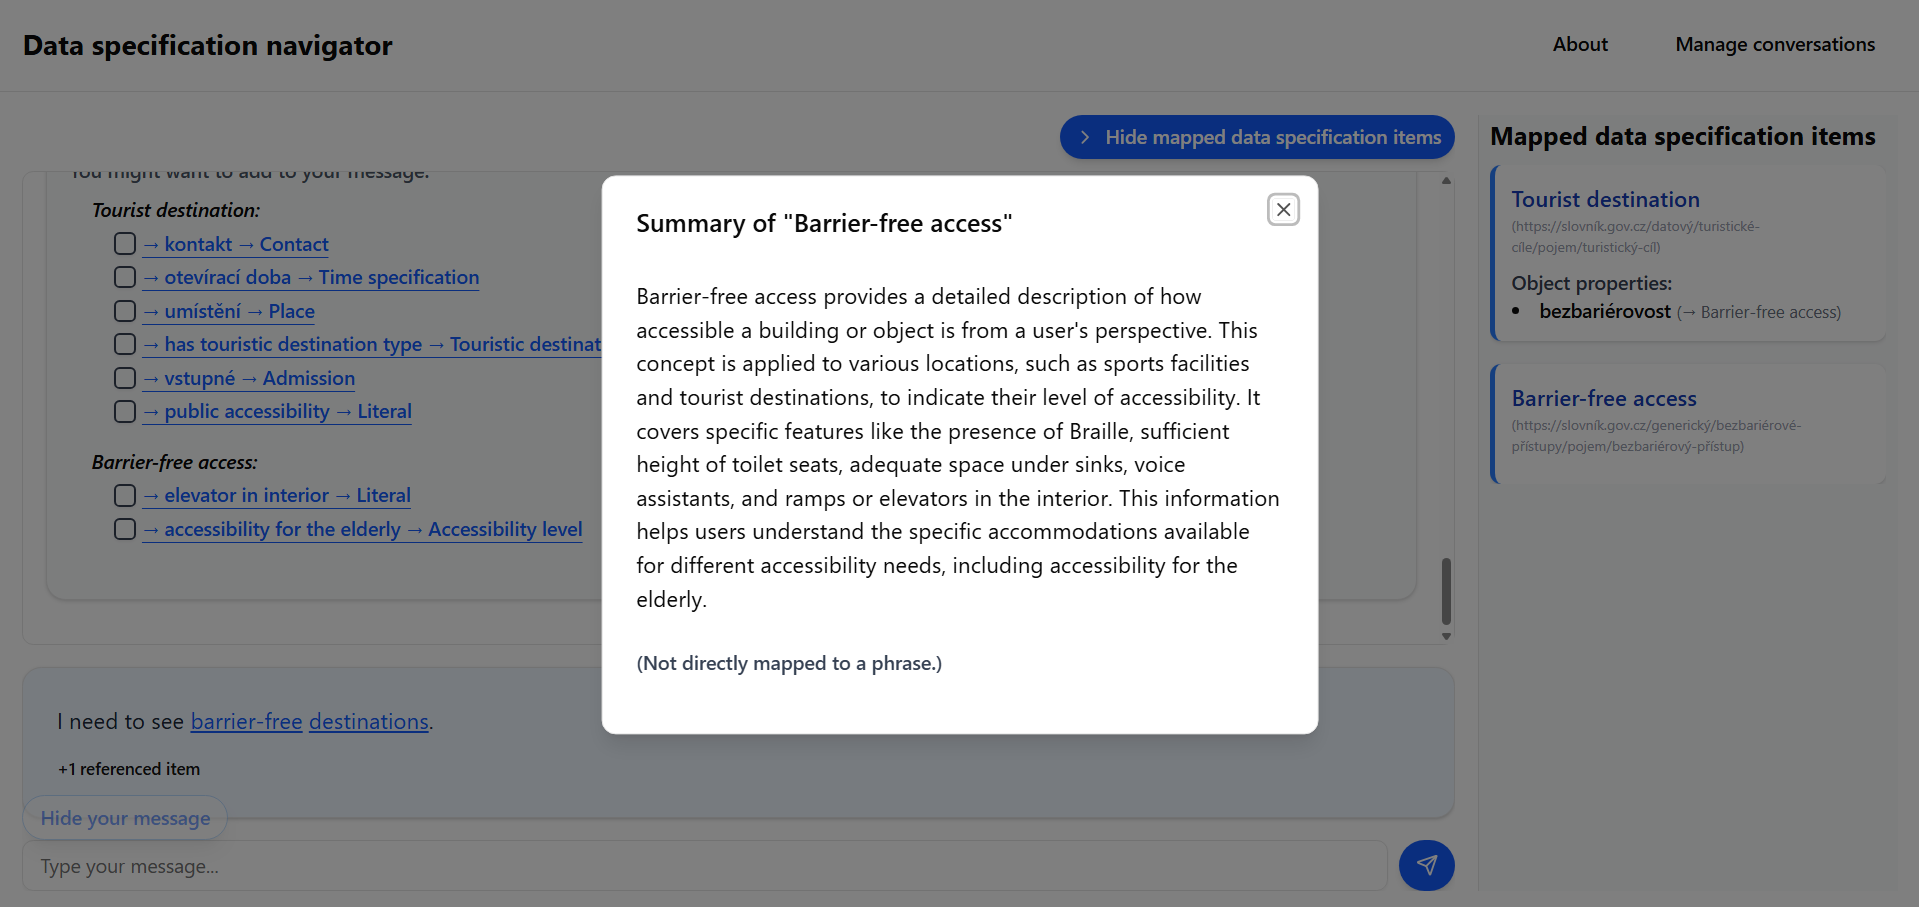 Data specification navigator
About
Manage conversations
Hide mapped data specification items
You might want to add to your message.
Tourist destination:
→ kontakt → Contact
→ otevírací doba → Time specification
→ umístění → Place
→ has touristic destination type → Touristic destinat
→ vstupné → Admission
→ public accessibility → Literal
Barrier-free access:
→ elevator in interior → Literal
→ accessibility for the elderly → Accessibility level
I need to see barrier-free destinations.
+1 referenced item
Hide your message
Type your message...
Summary of "Barrier-free access"
Barrier-free access provides a detailed description of how
accessible a building or object is from a user's perspective. This
concept is applied to various locations, such as sports facilities
and tourist destinations, to indicate their level of accessibility. It
covers specific features like the presence of Braille, sufficient
height of toilet seats, adequate space under sinks, voice
assistants, and ramps or elevators in the interior. This information
helps users understand the specific accommodations available
for different accessibility needs, including accessibility for the
elderly.
(Not directly mapped to a phrase.)
Mapped data specification items
Tourist destination
(https://slovník.gov.cz/datový/turistické-
cíle/pojem/turistický-cíl)
Object properties:
• bezbariérovost (→ Barrier-free access)
Barrier-free access
(https://slovník.gov.cz/generický/bezbariérové-
přístupy/pojem/bezbariérový-přístup)